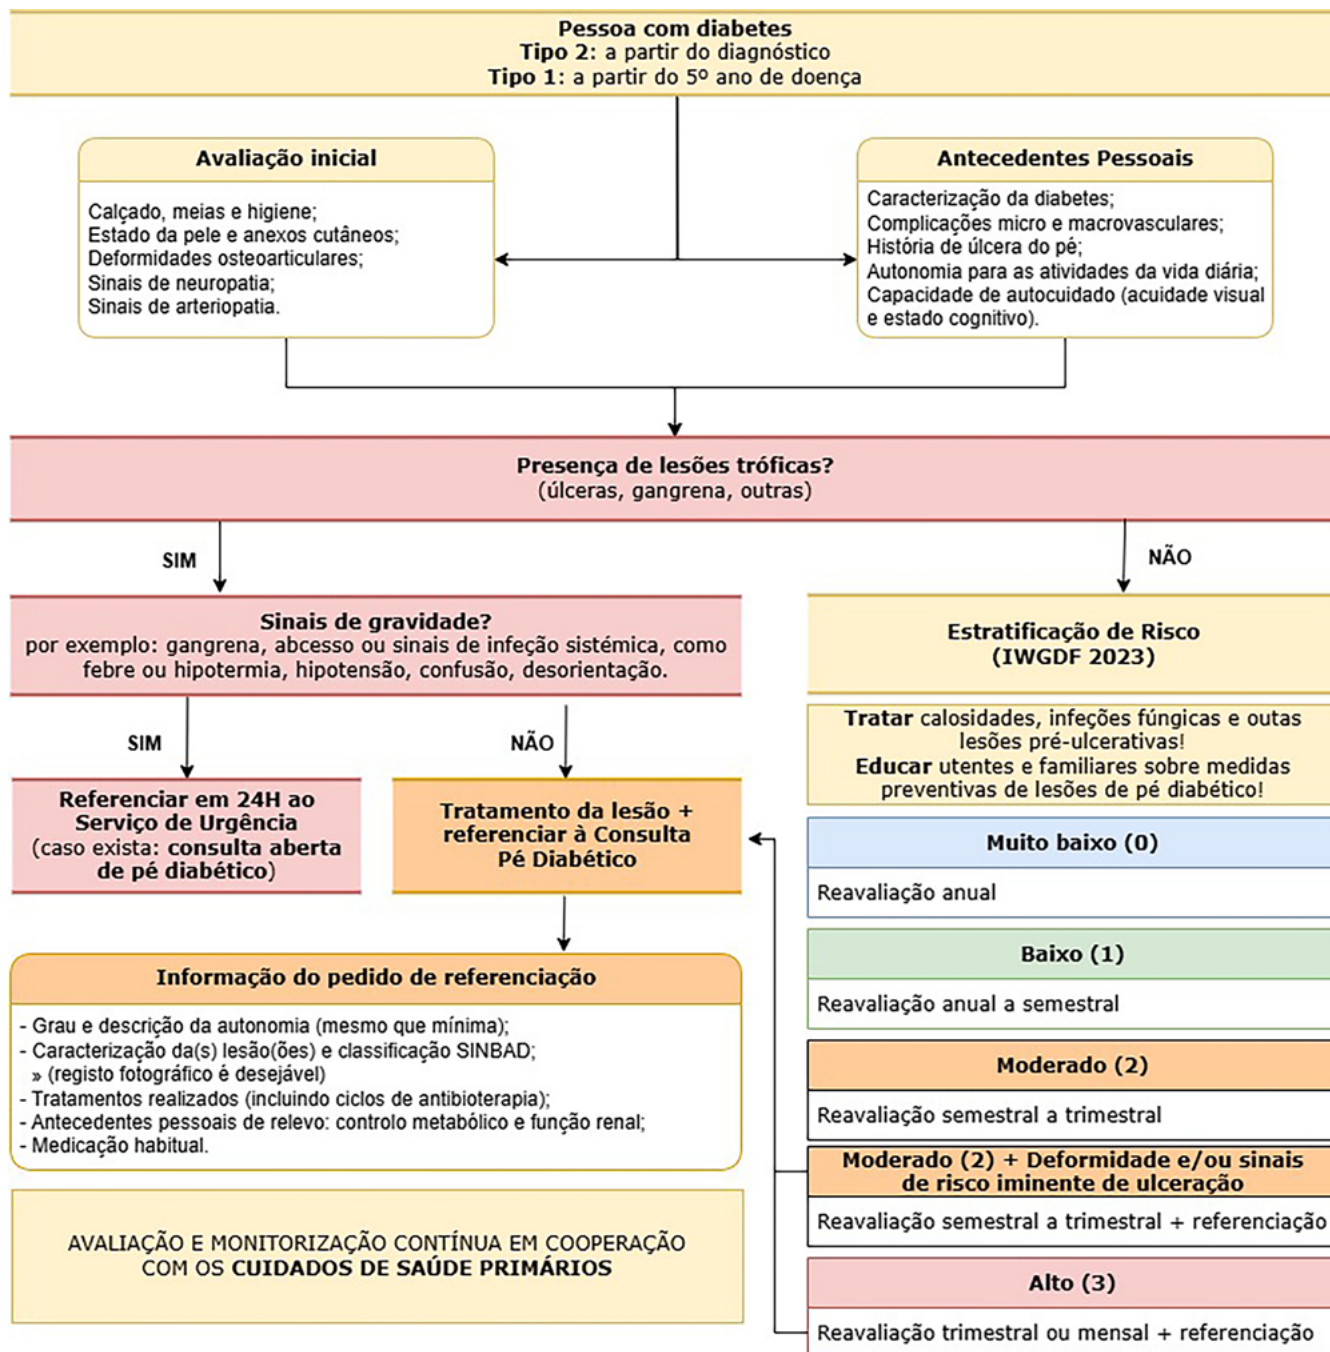 Pessoa com diabetes
Tipo 2: a partir do diagnóstico
Tipo 1: a partir do 5º ano de doença
Avaliação inicial
Calçado, meias e higiene;
Estado da pele e anexos cutâneos;
Deformidades osteoarticulares;
Sinais de neuropatia;
Sinais de arteriopatia.
Antecedentes Pessoais
Caracterização da diabetes;
Complicações micro e macrovasculares;
História de úlcera do pé;
Autonomia para as atividades da vida diária;
Capacidade de autocuidado (acuidade visual
e estado cognitivo).
Presença de lesões tróficas?
(úlceras, gangrena, outras)
SIM
NÃO
Sinais de gravidade?
por exemplo: gangrena, abcesso ou sinais de infeção sistémica, como
febre ou hipotermia, hipotensão, confusão, desorientação.
SIM
NÃO
Referenciar em 24H ao
Serviço de Urgência
(caso exista: consulta aberta
de pé diabético)
Tratamento da lesão +
referenciar à Consulta
Pé Diabético
Informação do pedido de referenciação
- Grau e descrição da autonomia (mesmo que mínima);
- Caracterização da(s) lesão(ões) e classificação SINBAD;
» (registo fotográfico é desejável)
- Tratamentos realizados (incluindo ciclos de antibioterapia);
- Antecedentes pessoais de relevo: controlo metabólico e função renal;
- Medicação habitual.
AVALIAÇÃO E MONITORIZAÇÃO CONTÍNUA EM COOPERAÇÃO
COM OS CUIDADOS DE SAÚDE PRIMÁRIOS
Estratificação de Risco
(IWGDF 2023)
Tratar calosidades, infeções fúngicas e outas
lesões pré-ulcerativas!
Educar utentes e familiares sobre medidas
preventivas de lesões de pé diabético!
Muito baixo (0)
Reavaliação anual
Baixo (1)
Reavaliação anual a semestral
Moderado (2)
Reavaliação semestral a trimestral
Moderado (2) + Deformidade e/ou sinais
de risco iminente de ulceração
Reavaliação semestral a trimestral + referenciação
Alto (3)
Reavaliação trimestral ou mensal + referenciação